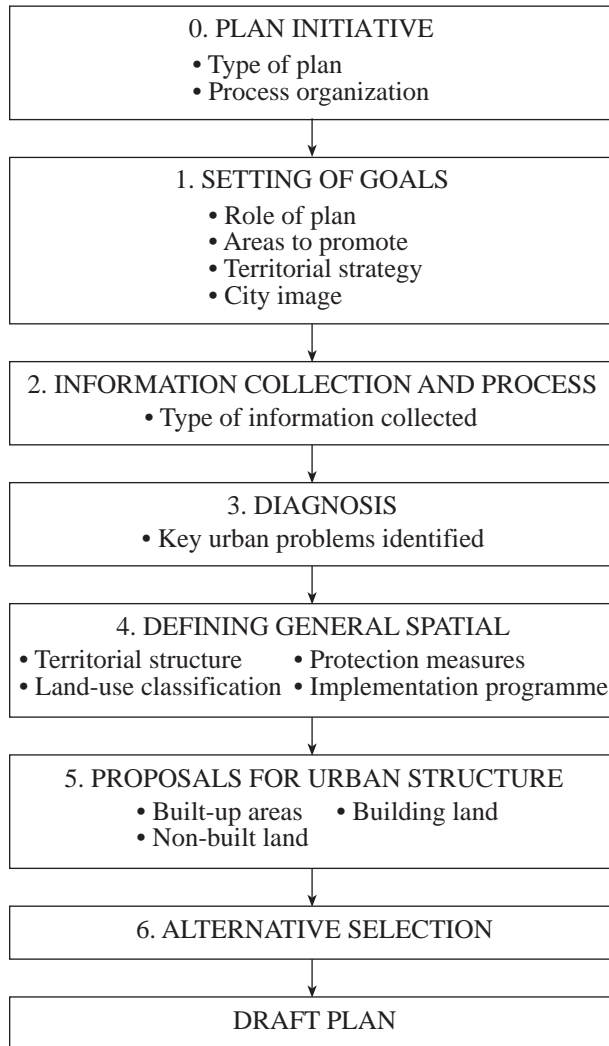 0. PLAN INITIATIVE
• Type of plan
• Process organization
1. SETTING OF GOALS
• Role of plan
• Areas to promote
• Territorial strategy
• City image
2. INFORMATION COLLECTION AND PROCESS
• Type of information collected
3. DIAGNOSIS
• Key urban problems identified
4. DEFINING GENERAL SPATIAL
• Territorial structure • Protection measures
• Land-use classification • Implementation programme
5. PROPOSALS FOR URBAN STRUCTURE
• Built-up areas • Building land
• Non-built land
6. ALTERNATIVE SELECTION
DRAFT PLAN